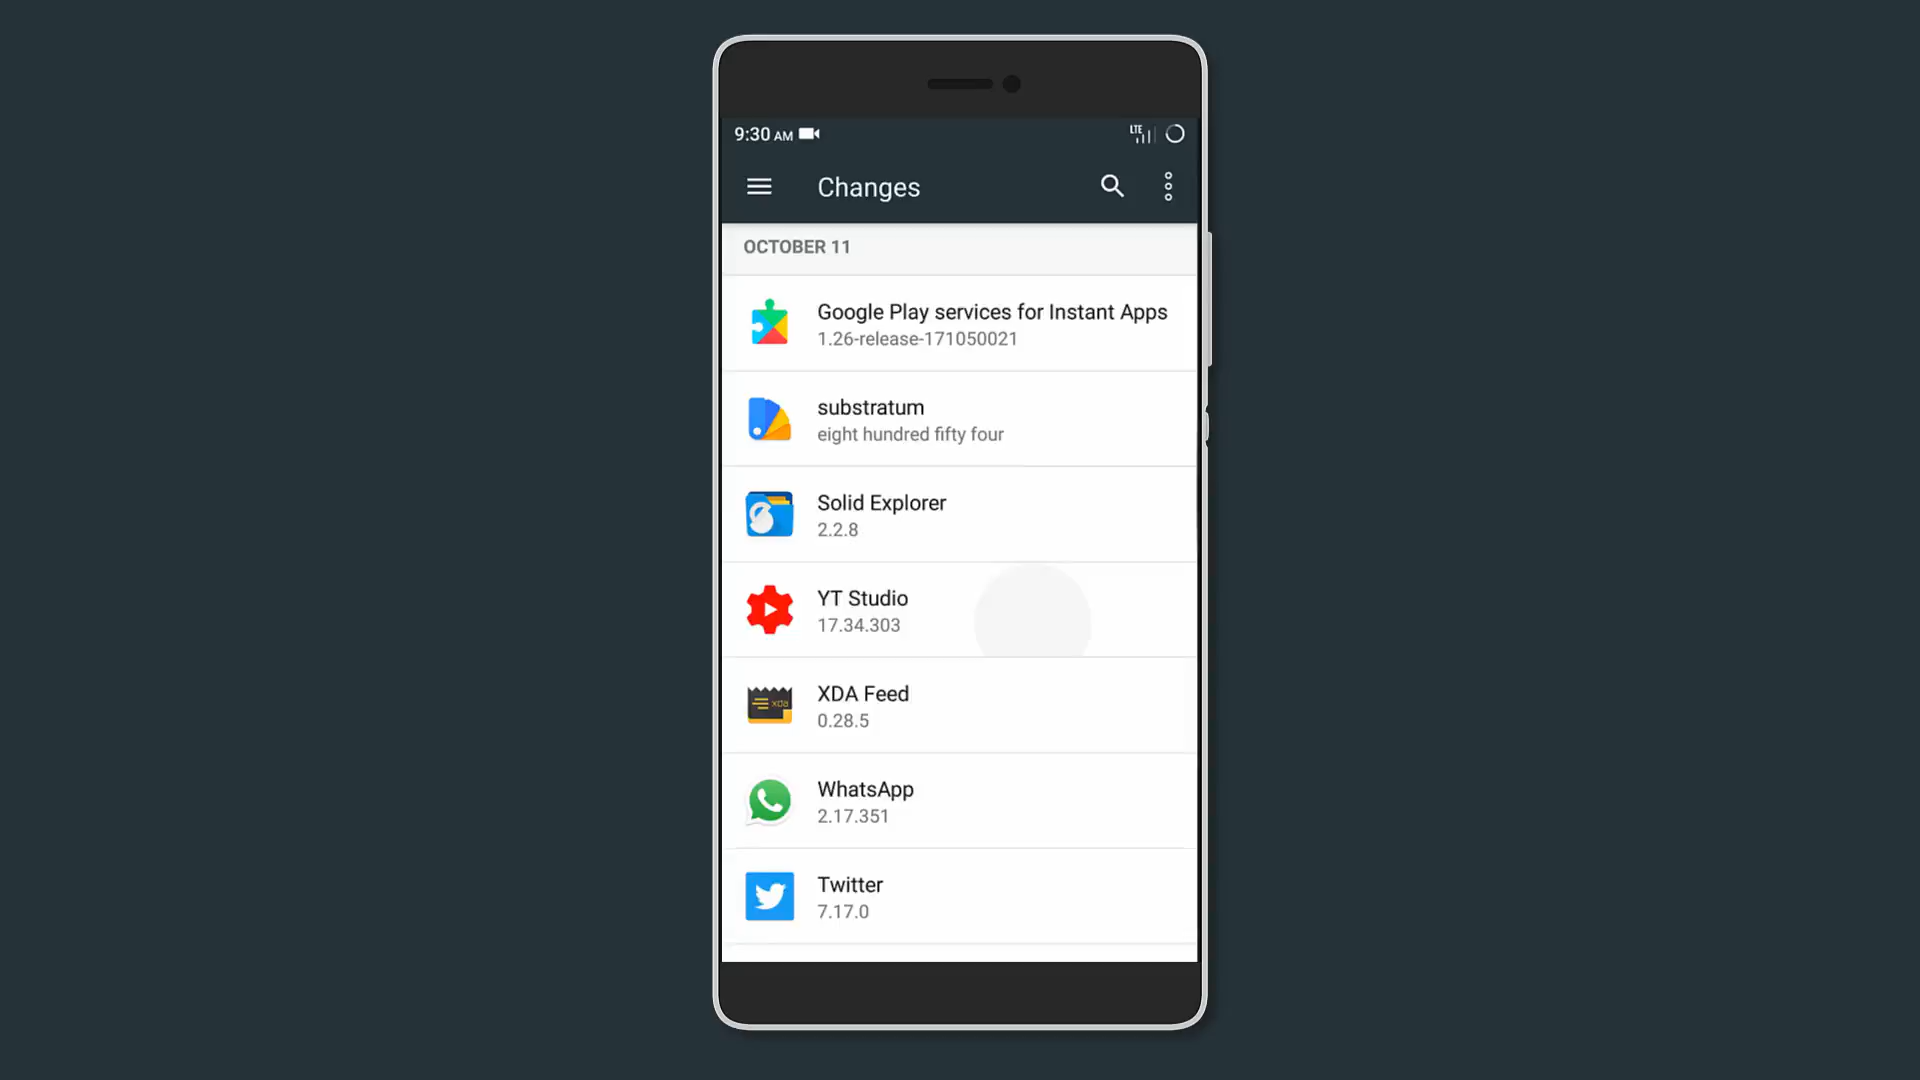 9:30 AM
LTE
Changes
OCTOBER 11
Google Play services for Instant Apps
1.26-release-171050021
substratum
eight hundred fifty four
Solid Explorer
2.2.8
YT Studio
17.34.303
XDA Feed
0.28.5
xda
WhatsApp
2.17.351
Twitter
7.17.0